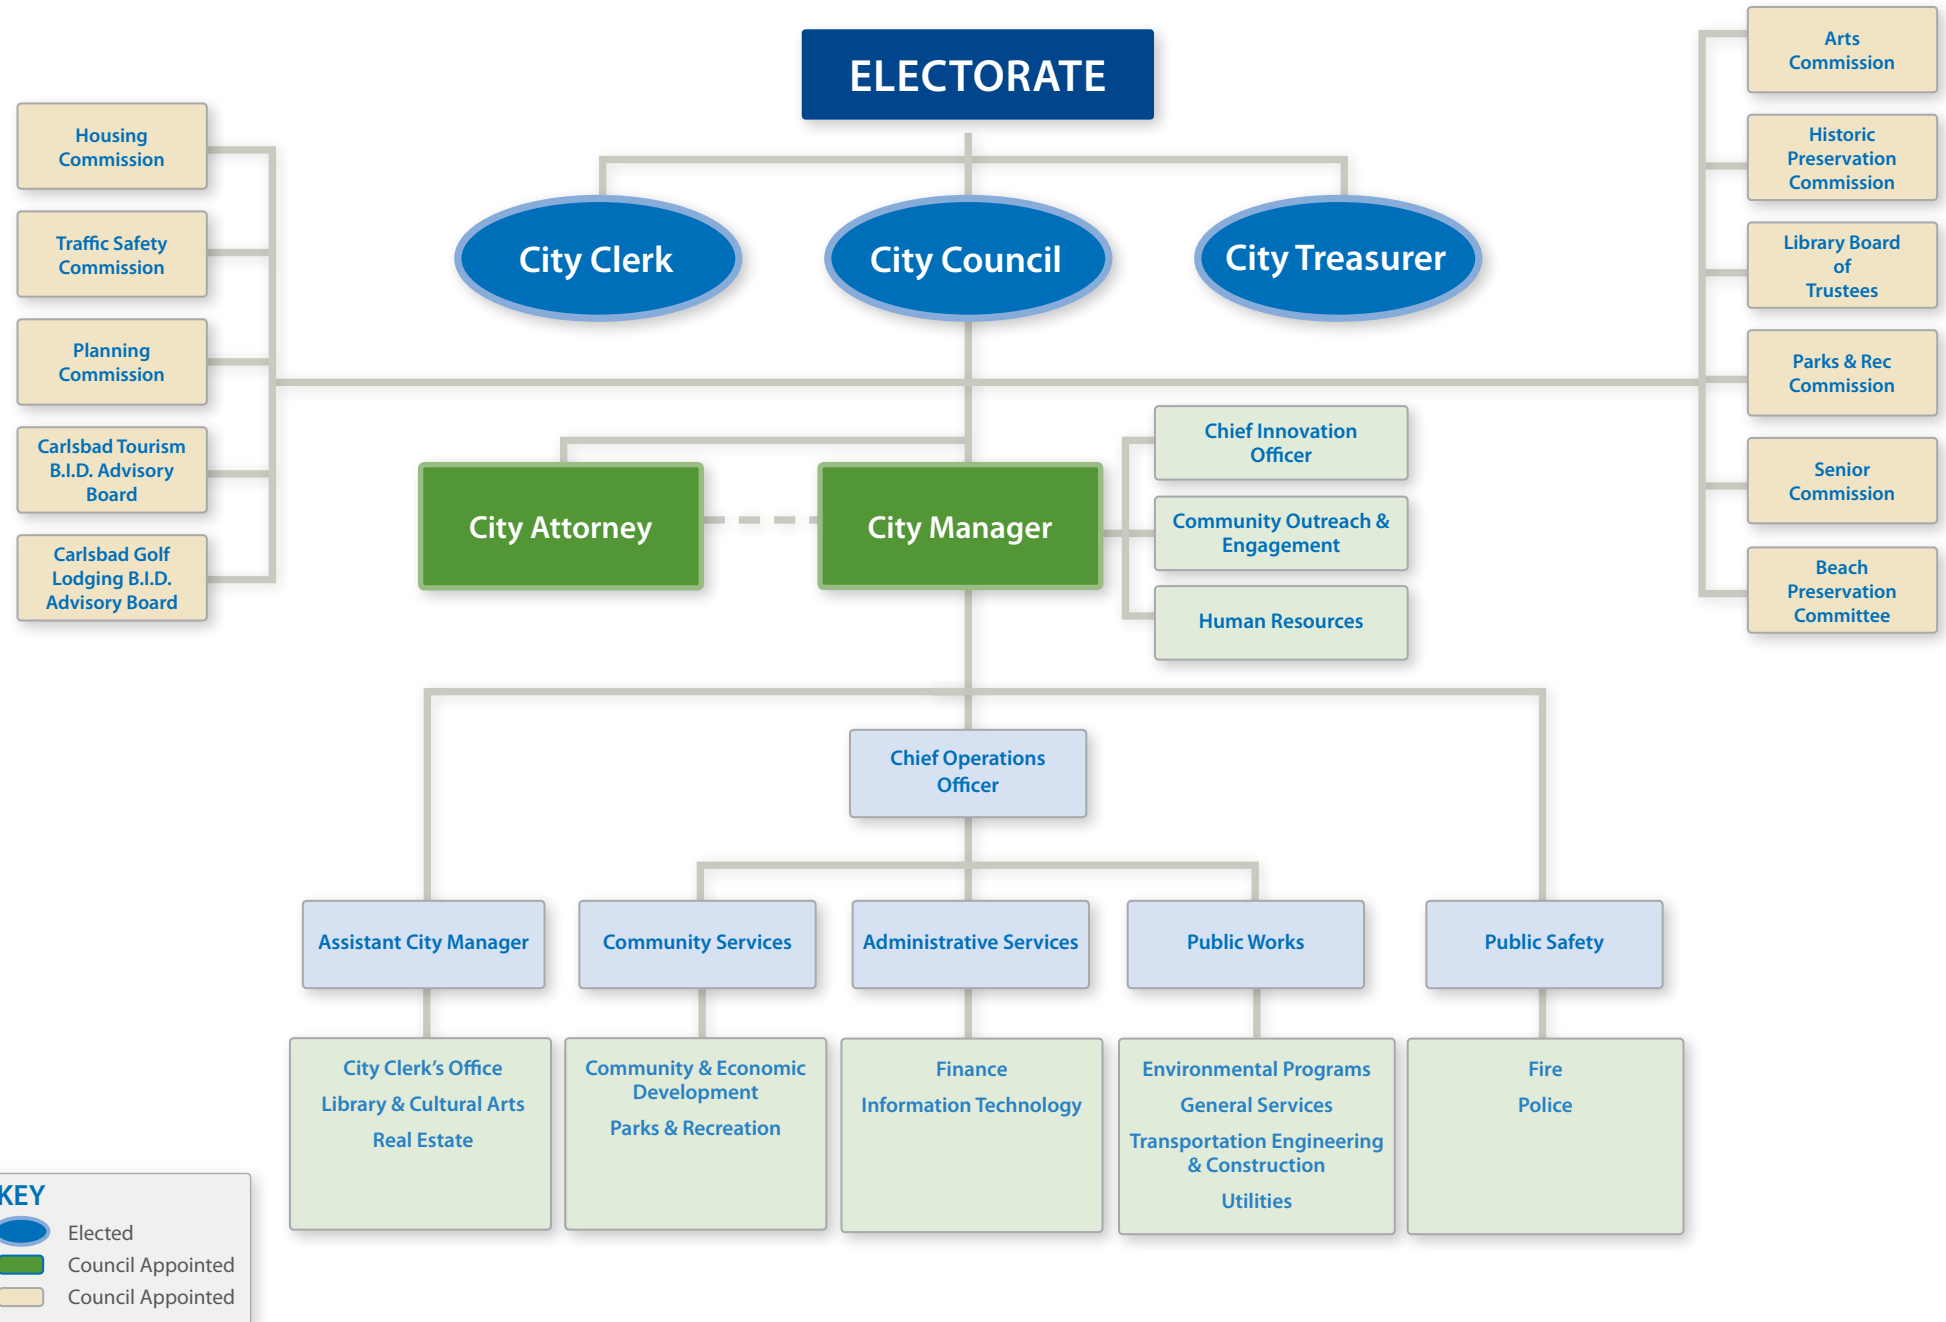 ELECTORATE
City Clerk
City Council
City Treasurer
Housing
Commission
Traffic Safety
Commission
Planning
Commission
Carlsbad Tourism
B.I.D. Advisory
Board
Carlsbad Golf
Lodging B.I.D.
Advisory Board
Arts
Commission
Historic
Preservation
Commission
Library Board
of
Trustees
Parks & Rec
Commission
Senior
Commission
Beach
Preservation
Committee
City Attorney
City Manager
Chief Innovation
Officer
Community Outreach &
Engagement
Human Resources
Chief Operations
Officer
Assistant City Manager
Community Services
Administrative Services
Public Works
Public Safety
City Clerk's Office
Library & Cultural Arts
Real Estate
Community & Economic
Development
Parks & Recreation
Finance
Information Technology
Environmental Programs
General Services
Transportation Engineering
& Construction
Utilities
Fire
Police
KEY
Elected
Council Appointed
Council Appointed